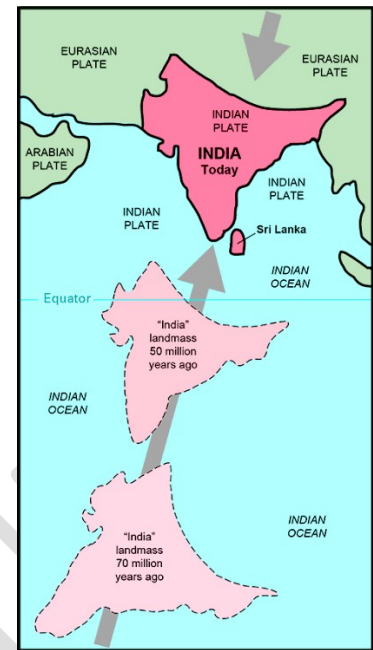 EURASIAN
PLATE
EURASIAN
PLATE
INDIAN
PLATE
INDIA
Today
ARABIAN
PLATE
INDIAN
PLATE
INDIAN
PLATE
Sri Lanka
INDIAN
OCEAN
Equator
"India"
landmass
50 million
years ago
INDIAN
OCEAN
"India"
landmass
70 million
years ago
INDIAN
OCEAN